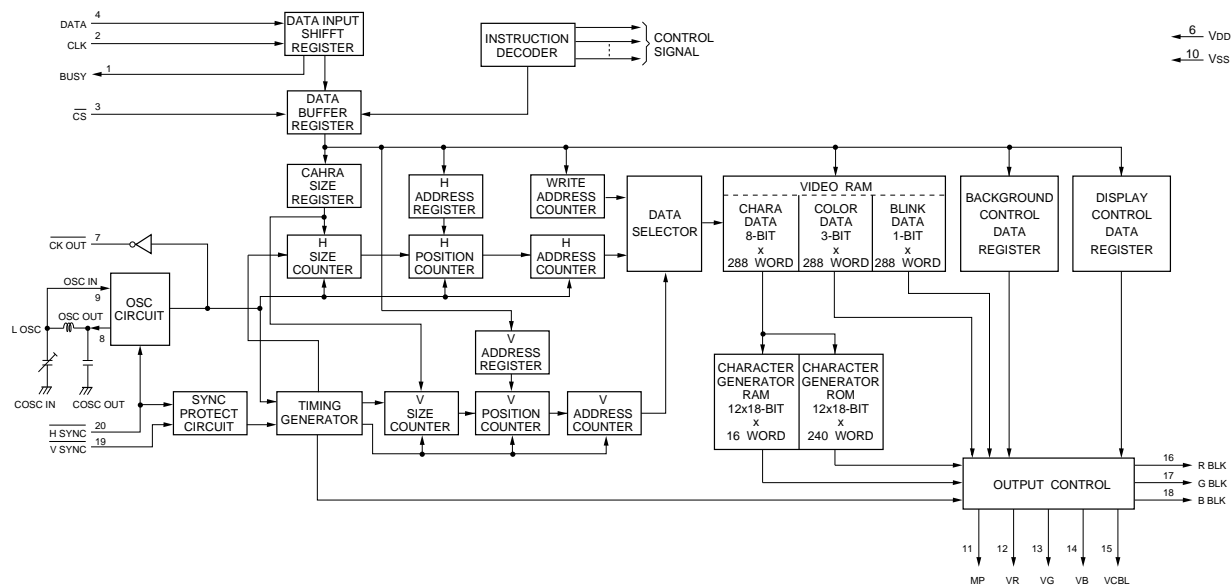 DATA 4
CLK 2
BUSY 1
CS 3
DATA INPUT
SHIFFT
REGISTER
INSTRUCTION
DECODER
CONTROL
SIGNAL
6 VDD
10 VSS
DATA
BUFFER
REGISTER
CAHRA
SIZE
REGISTER
H
ADDRESS
REGISTER
WRITE
ADDRESS
COUNTER
DATA
SELECTOR
VIDEO RAM
CHARA
DATA
8-BIT
x
288 WORD
COLOR
DATA
3-BIT
x
288 WORD
BLINK
DATA
1-BIT
x
288 WORD
BACKGROUND
CONTROL
DATA
REGISTER
DISPLAY
CONTROL
DATA
REGISTER
CK OUT 7
H
SIZE
COUNTER
H
POSITION
COUNTER
H
ADDRESS
COUNTER
OSC IN
9
OSC
CIRCUIT
L OSC
OSC OUT
8
COSC IN
COSC OUT
V
ADDRESS
REGISTER
H SYNC 20
V SYNC 19
SYNC
PROTECT
CIRCUIT
TIMING
GENERATOR
V
SIZE
COUNTER
V
POSITION
COUNTER
V
ADDRESS
COUNTER
CHARACTER
GENERATOR
RAM
12x18-BIT
x
16 WORD
CHARACTER
GENERATOR
ROM
12x18-BIT
x
240 WORD
OUTPUT CONTROL
16 R BLK
17 G BLK
18 B BLK
11 12 13 14 15
MP VR VG VB VCBL